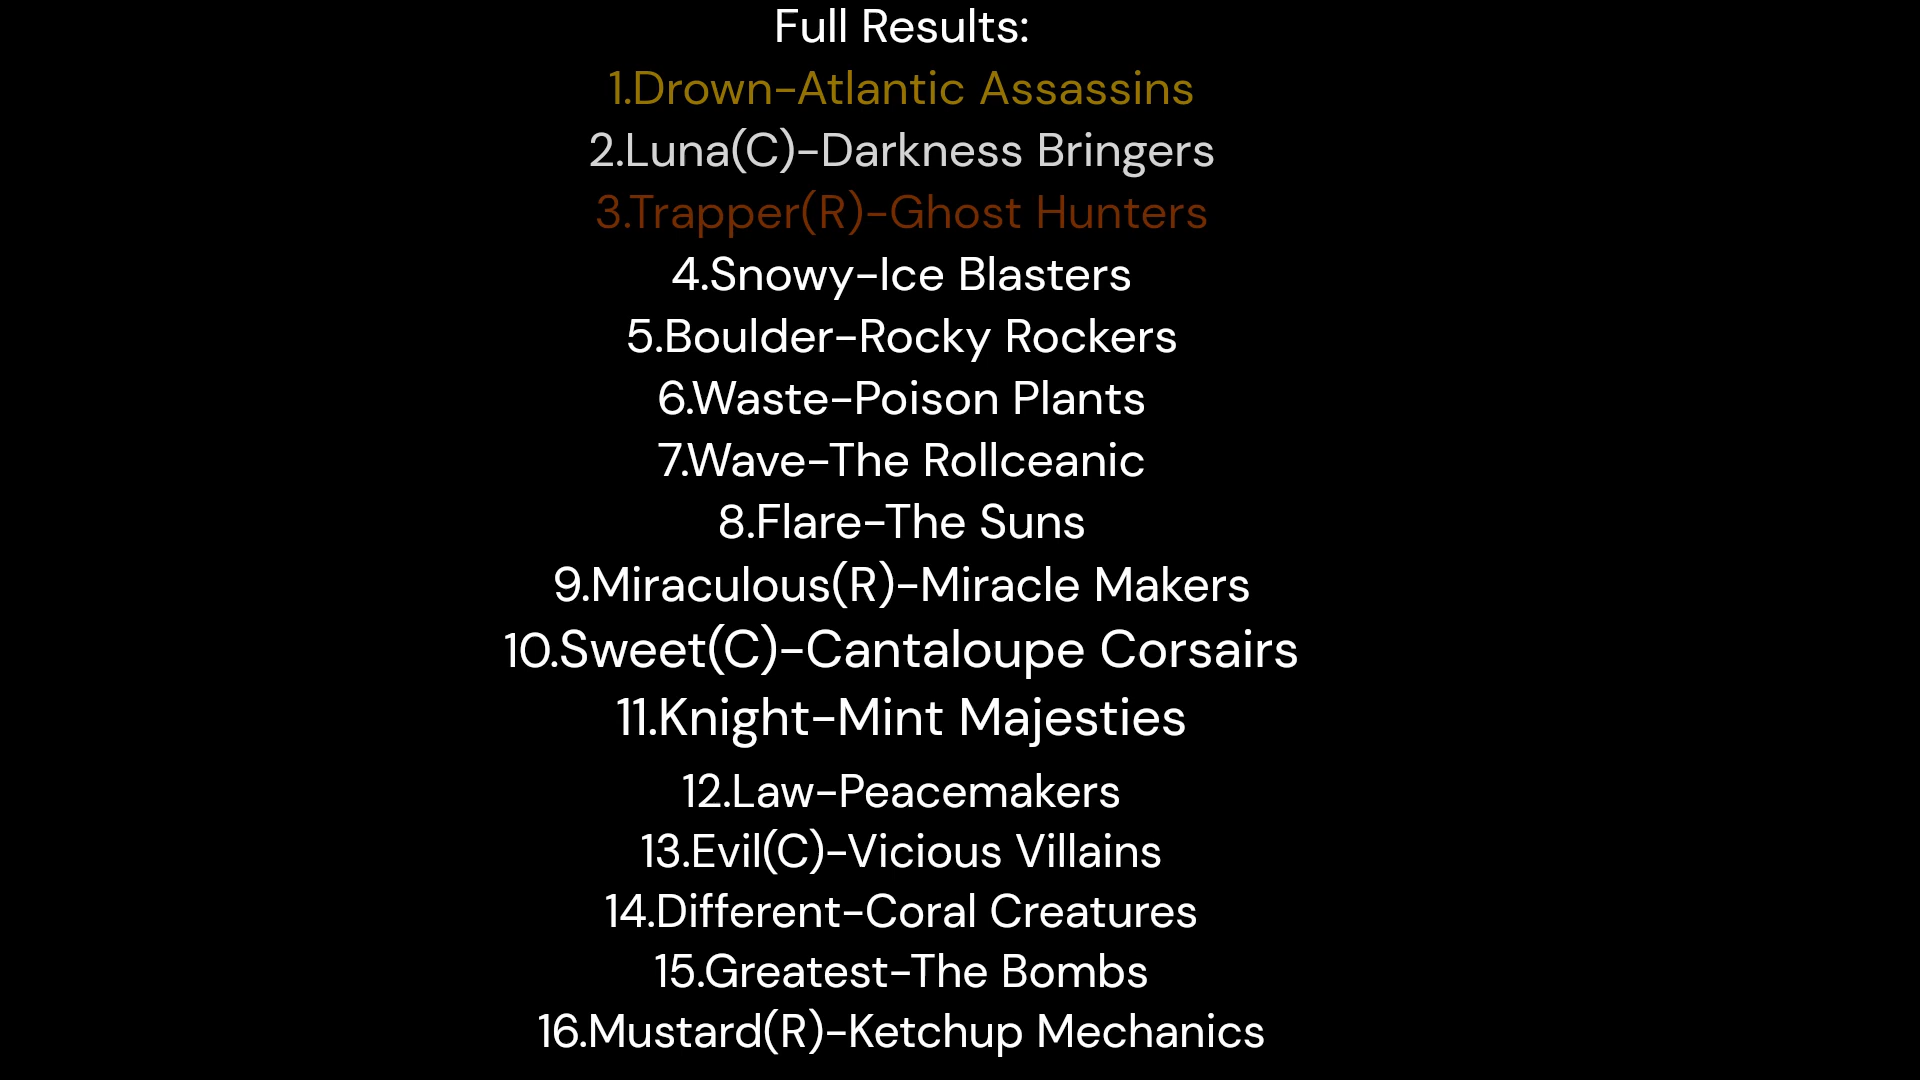 Full Results:
1.Drown-Atlantic Assassins
2.Luna(C)-Darkness Bringers
3.Trapper(R)-Ghost Hunters
4.Snowy-Ice Blasters
5.Boulder-Rocky Rockers
6.Waste-Poison Plants
7.Wave-The Rollceanic
8.Flare-The Suns
9.Miraculous(R)-Miracle Makers
10.Sweet(C)-Cantaloupe Corsairs
11.Knight-Mint Majesties
12.Law-Peacemakers
13.Evil(C)-Vicious Villains
14.Different-Coral Creatures
15.Greatest-The Bombs
16.Mustard(R)-Ketchup Mechanics